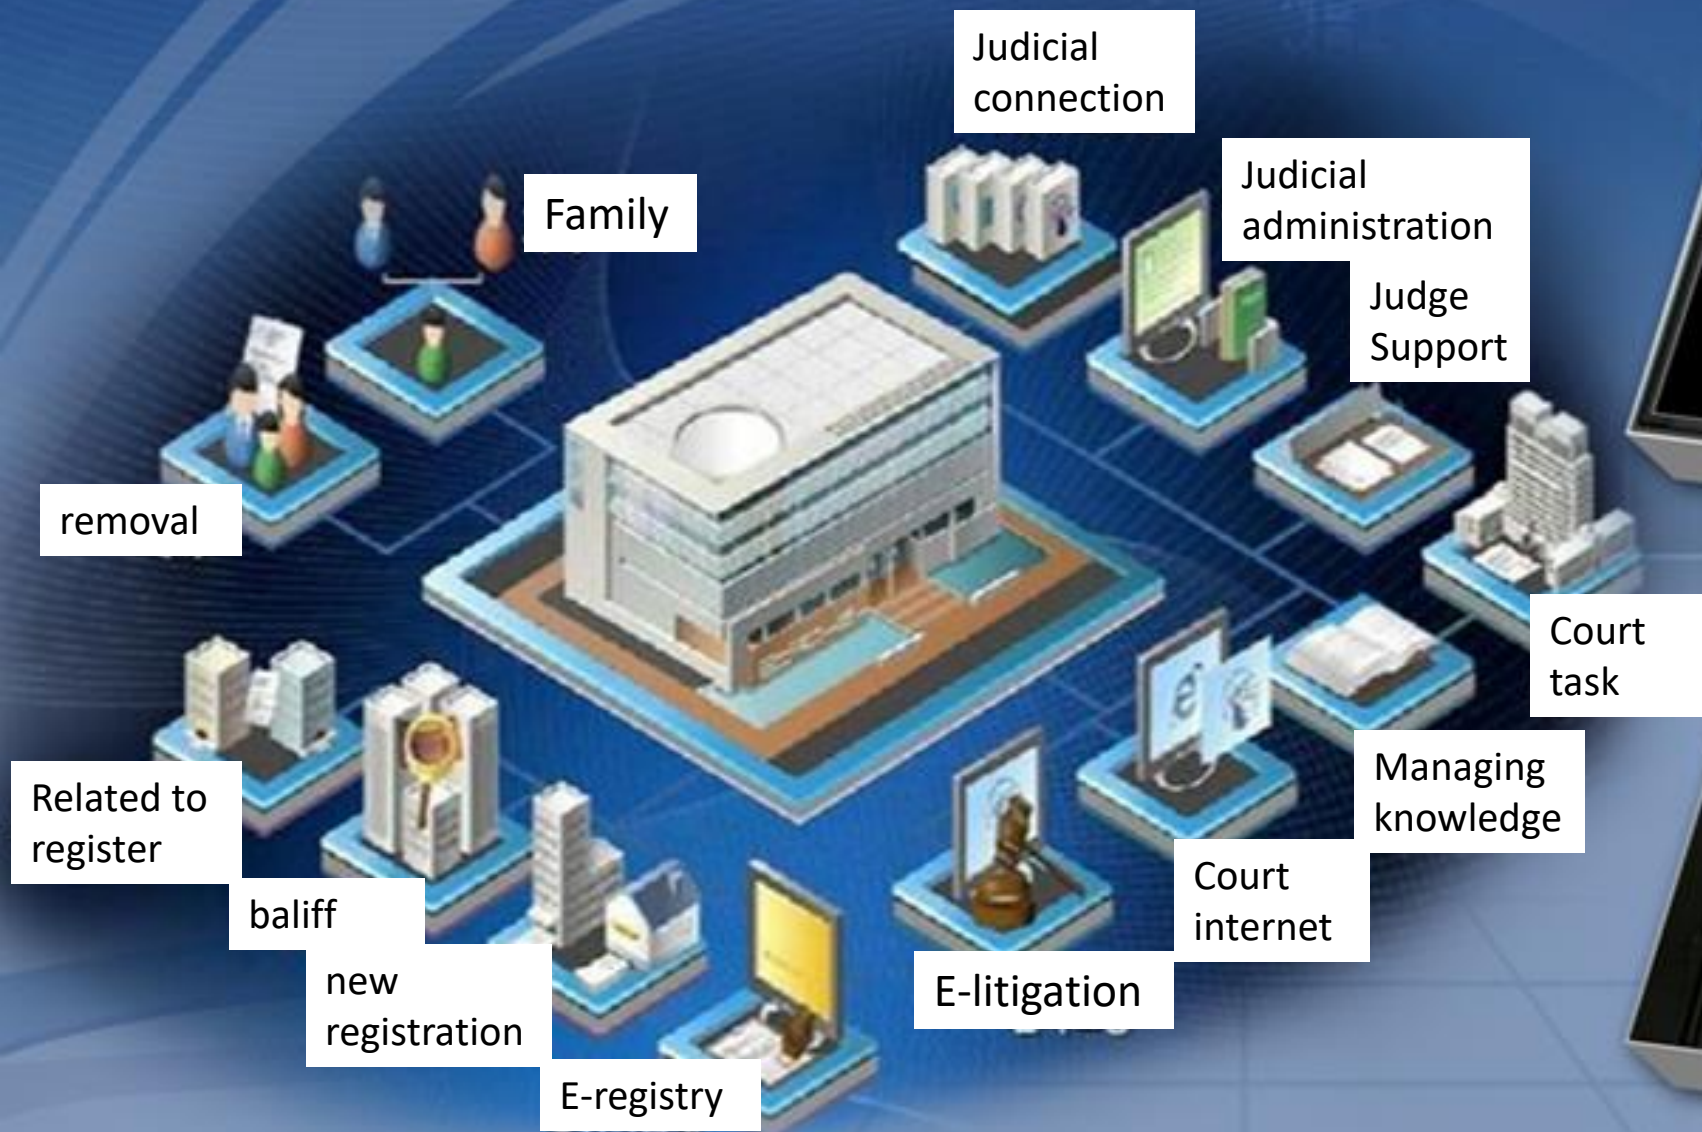 Judicial
connection
Judicial
administration
Family
Judge
Support
removal
Court
task
Related to
register
Managing
knowledge
baliff
Court
internet
new
registration
E-litigation
E-registry